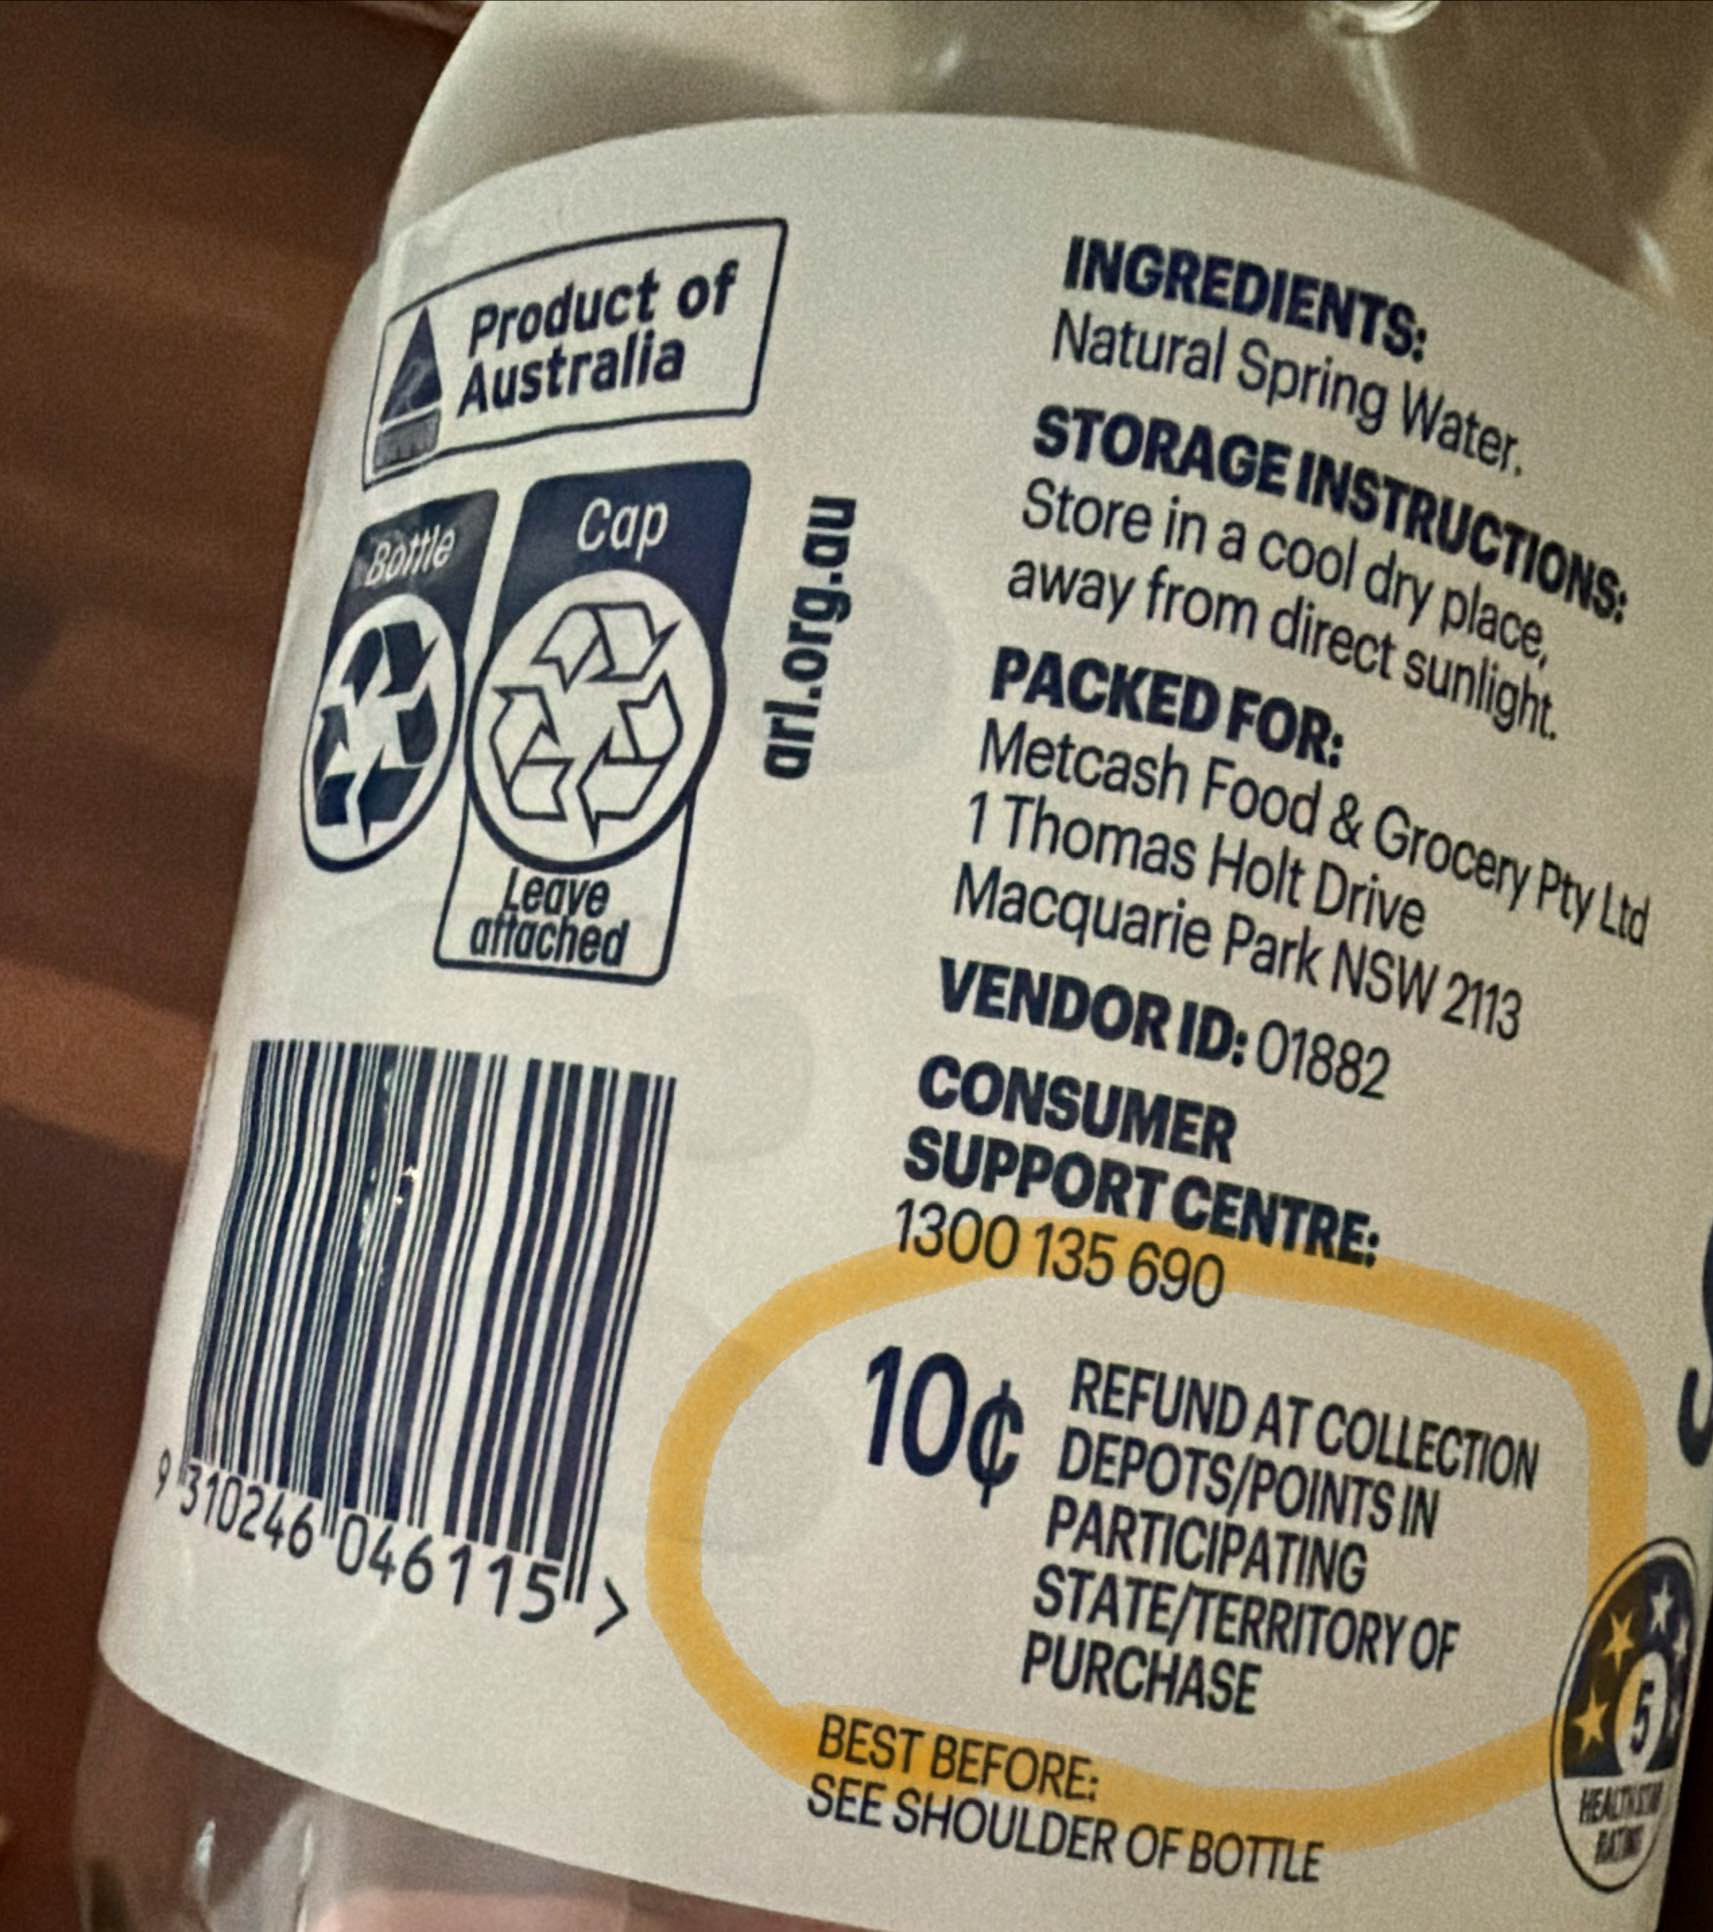 Product of
Australia
Bottle
Cap
Leave
attached
arl.org.au
9 310246 046115 >
INGREDIENTS:
Natural Spring Water.
STORAGE INSTRUCTIONS:
Store in a cool dry place,
away from direct sunlight.
PACKED FOR:
Metcash Food & Grocery Pty Ltd
1 Thomas Holt Drive
Macquarie Park NSW 2113
VENDOR ID: 01882
CONSUMER
SUPPORT CENTRE:
1300 135 690
10¢
REFUND AT COLLECTION
DEPOTS/POINTS IN
PARTICIPATING
STATE/TERRITORY OF
PURCHASE
BEST BEFORE:
SEE SHOULDER OF BOTTLE
5
HEALTH STAR
RATING